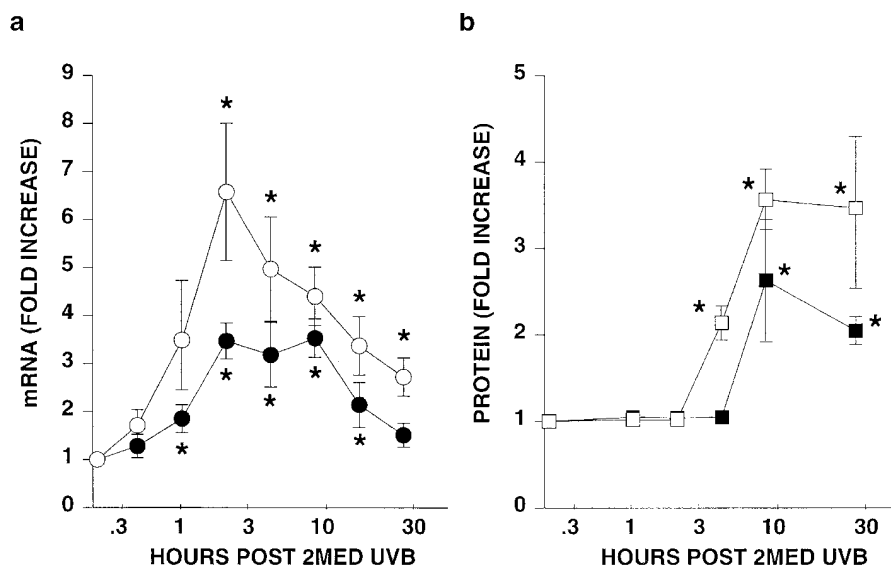 a
mRNA (FOLD INCREASE)
9
8
7
6
5
4
3
2
1
0
* * * * *
* * * * *
.3 1 3 10 30
HOURS POST 2MED UVB
b
PROTEIN (FOLD INCREASE)
5
4
3
2
1
0
* * *
* *
.3 1 3 10 30
HOURS POST 2MED UVB